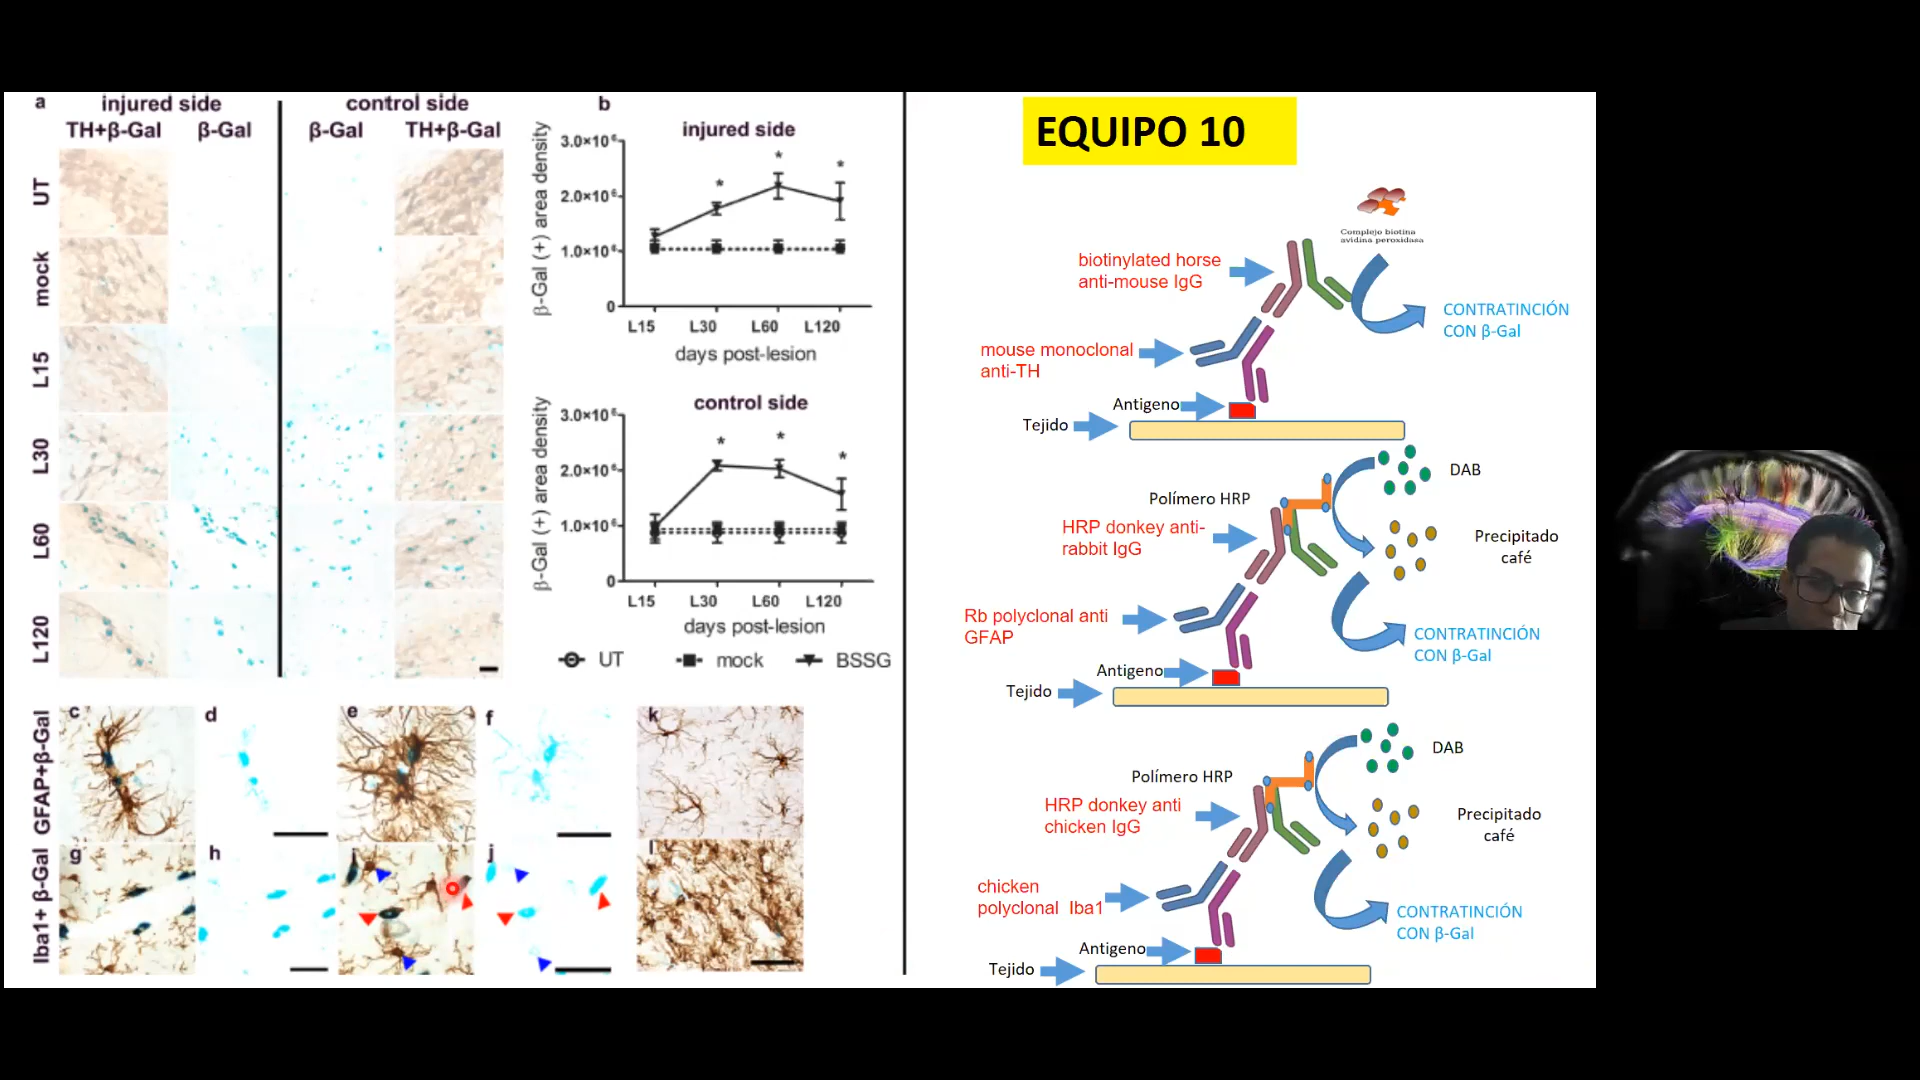 a
injured side
control side
TH+β-Gal
β-Gal
β-Gal
TH+β-Gal
UT
mock
L15
L30
L60
L120
b
injured side
β-Gal (+) area density
3.0×10⁶
2.0×10⁶
1.0×10⁶
0
L15
L30
L60
L120
days post-lesion
control side
β-Gal (+) area density
3.0×10⁶
2.0×10⁶
1.0×10⁶
0
L15
L30
L60
L120
days post-lesion
UT
mock
BSSG
GFAP+β-Gal
c
d
e
f
k
Iba1+ β-Gal
g
h
i
j
l
EQUIPO 10
Complejo biotina
avidina peroxidasa
biotinylated horse
anti-mouse IgG
CONTRATINCIÓN
CON β-Gal
mouse monoclonal
anti-TH
Antigeno
Tejido
DAB
Polímero HRP
HRP donkey anti-
rabbit IgG
Precipitado
café
Rb polyclonal anti
GFAP
CONTRATINCIÓN
CON β-Gal
Antigeno
Tejido
DAB
Polímero HRP
HRP donkey anti
chicken IgG
Precipitado
café
chicken
polyclonal Iba1
CONTRATINCIÓN
CON β-Gal
Antigeno
Tejido